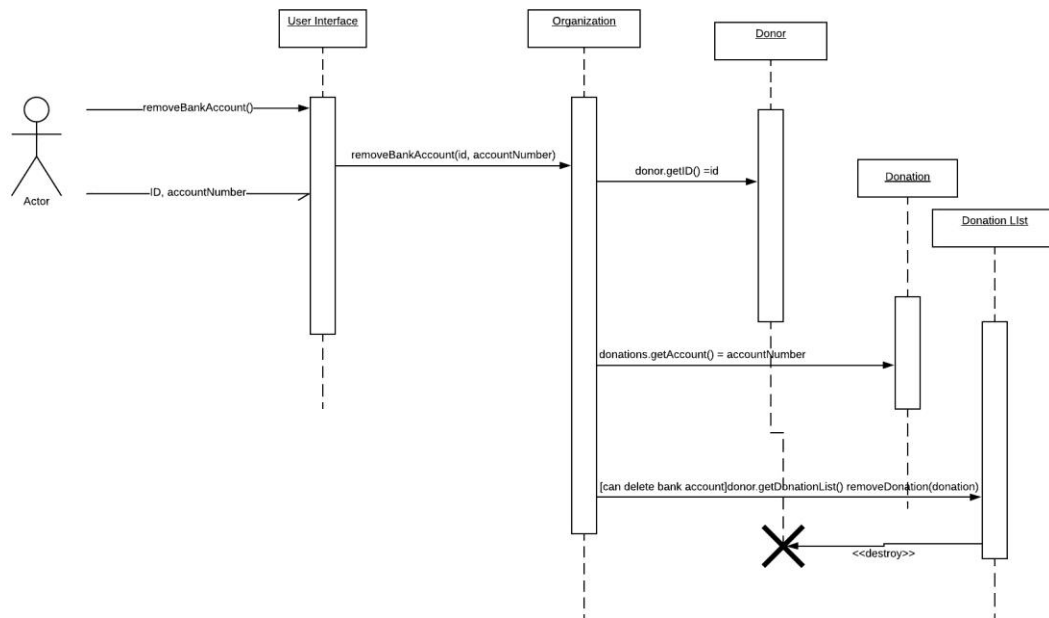 User Interface
Organization
Donor
removeBankAccount()
removeBankAccount(id, accountNumber)
donor.getID() =id
Donation
ID, accountNumber
Actor
Donation LIst
donations.getAccount() = accountNumber
[can delete bank account]donor.getDonationList() removeDonation(donation)
<<destroy>>